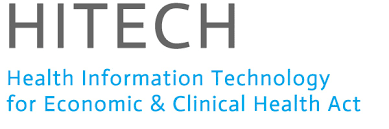 HITECH
Health Information Technology
for Economic & Clinical Health Act